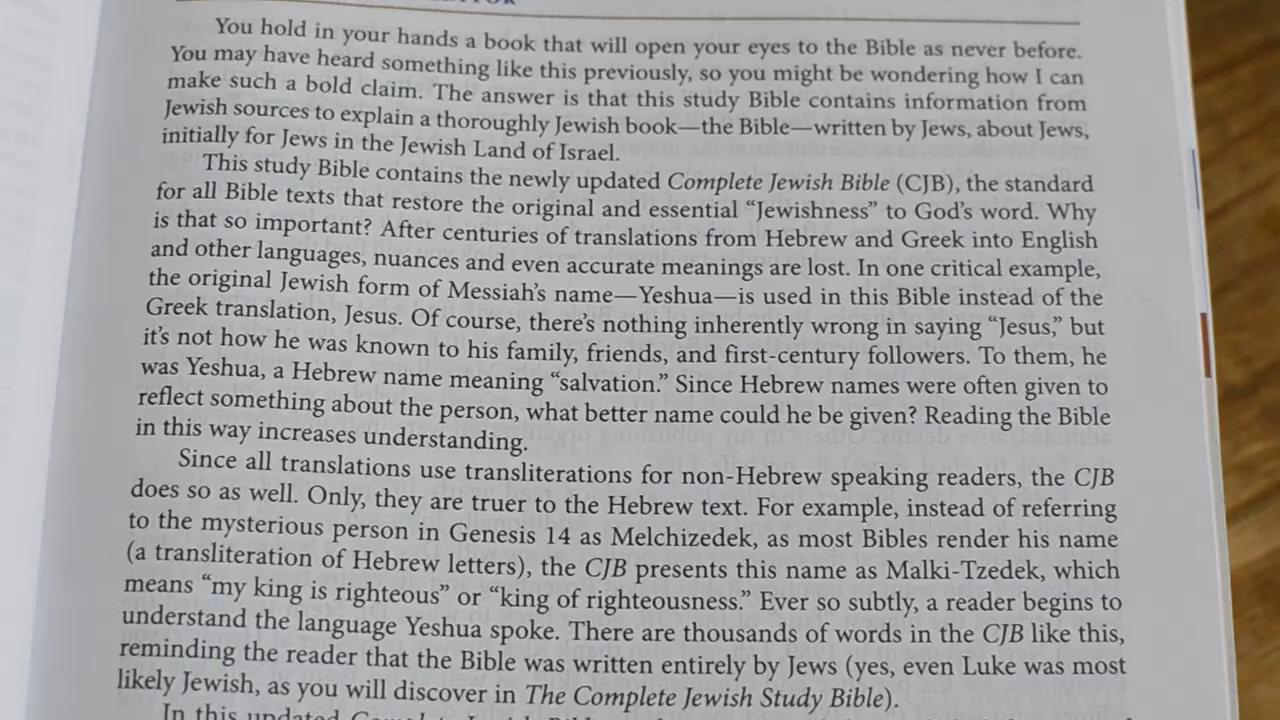 You hold in your hands a book that will open your eyes to the Bible as never before.
You may have heard something like this previously, so you might be wondering how I can
make such a bold claim. The answer is that this study Bible contains information from
Jewish sources to explain a thoroughly Jewish book—the Bible—written by Jews, about Jews,
initially for Jews in the Jewish Land of Israel.
This study Bible contains the newly updated Complete Jewish Bible (CJB), the standard
for all Bible texts that restore the original and essential “Jewishness” to God’s word. Why
is that so important? After centuries of translations from Hebrew and Greek into English
and other languages, nuances and even accurate meanings are lost. In one critical example,
the original Jewish form of Messiah’s name—Yeshua—is used in this Bible instead of the
Greek translation, Jesus. Of course, there’s nothing inherently wrong in saying “Jesus,” but
it’s not how he was known to his family, friends, and first-century followers. To them, he
was Yeshua, a Hebrew name meaning “salvation.” Since Hebrew names were often given to
reflect something about the person, what better name could he be given? Reading the Bible
in this way increases understanding.
Since all translations use transliterations for non-Hebrew speaking readers, the CJB
does so as well. Only, they are truer to the Hebrew text. For example, instead of referring
to the mysterious person in Genesis 14 as Melchizedek, as most Bibles render his name
(a transliteration of Hebrew letters), the CJB presents this name as Malki-Tzedek, which
means “my king is righteous” or “king of righteousness.” Ever so subtly, a reader begins to
understand the language Yeshua spoke. There are thousands of words in the CJB like this,
reminding the reader that the Bible was written entirely by Jews (yes, even Luke was most
likely Jewish, as you will discover in The Complete Jewish Study Bible).
In this updated Complete Jewish Bible